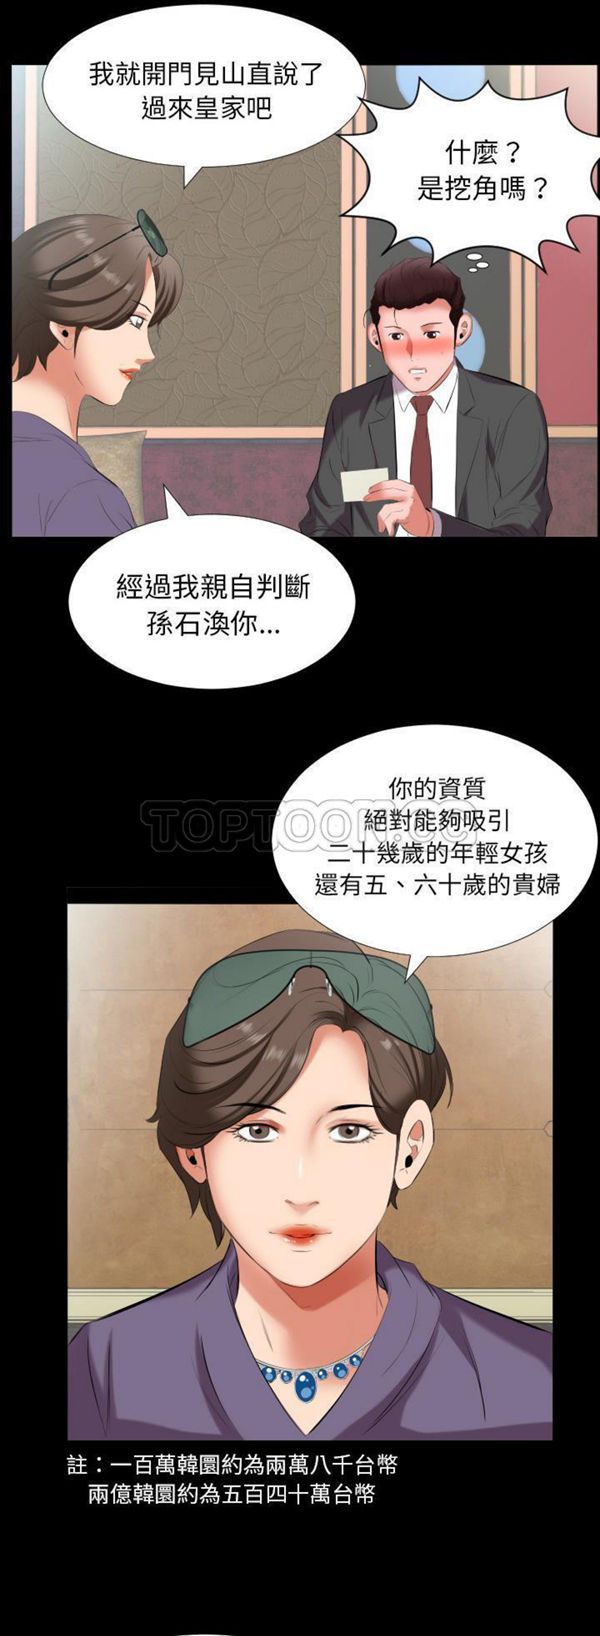 我就開門見山直說了
過來皇家吧
什麼？
是挖角嗎？
經過我親自判斷
孫石渙你...
你的資質
絕對能夠吸引
二十幾歲的年輕女孩
還有五、六十歲的貴婦
TOPTOON.CC
註：一百萬韓圜約為兩萬八千台幣
兩億韓圜約為五百四十萬台幣